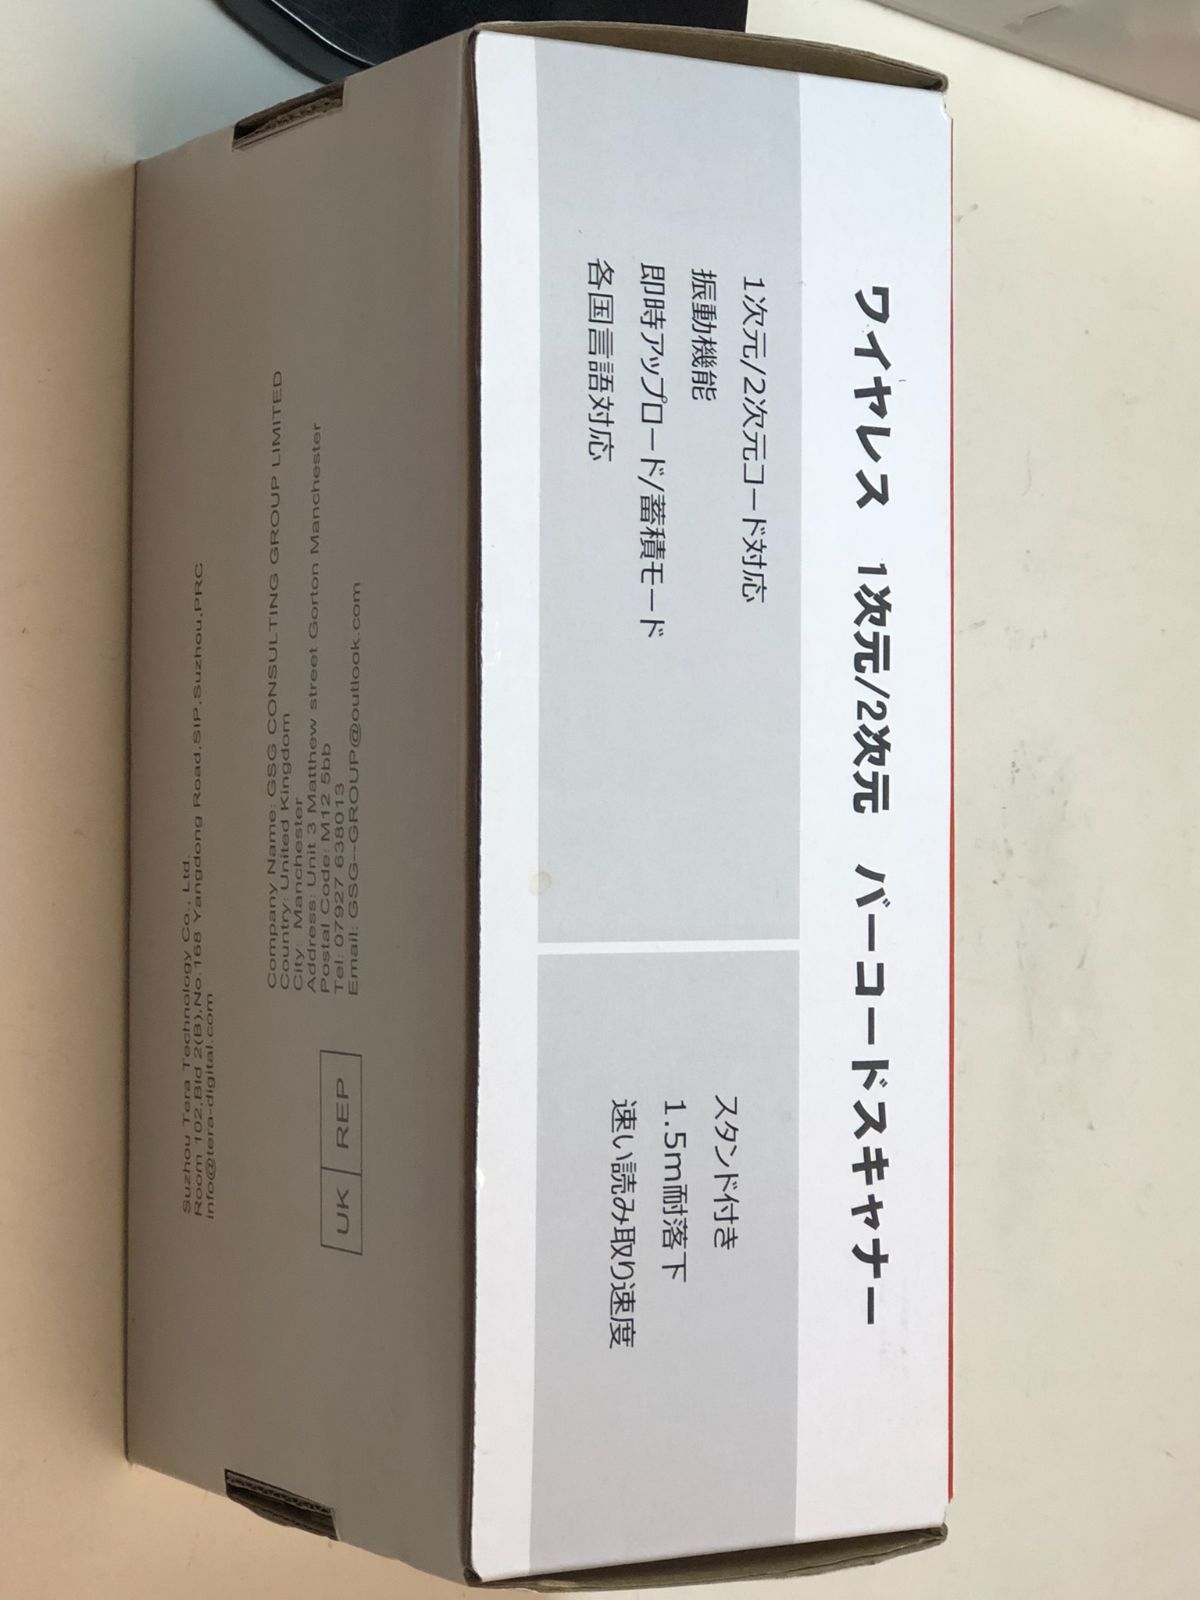 ワイヤレス 1次元/2次元 バーコードスキャナー
1次元/2次元コード対応
振動機能
即時アップロード/蓄積モード
各国言語対応
スタンド付き
1.5m耐落下
速い読み取り速度
Suzhou Tera Technology Co., Ltd.
Room 102,Bld 2(B),No.168 Yangdong Road,SIP,Suzhou,PRC
info@tera-digital.com
Company Name: GSG CONSULTING GROUP LIMITED
Country: United Kingdom
City: Manchester
Address: Unit 3 Matthew street Gorton Manchester
Postal Code: M12 5bb
Tel: 07927 638013
Email: GSG--GROUP@outlook.com
UK REP